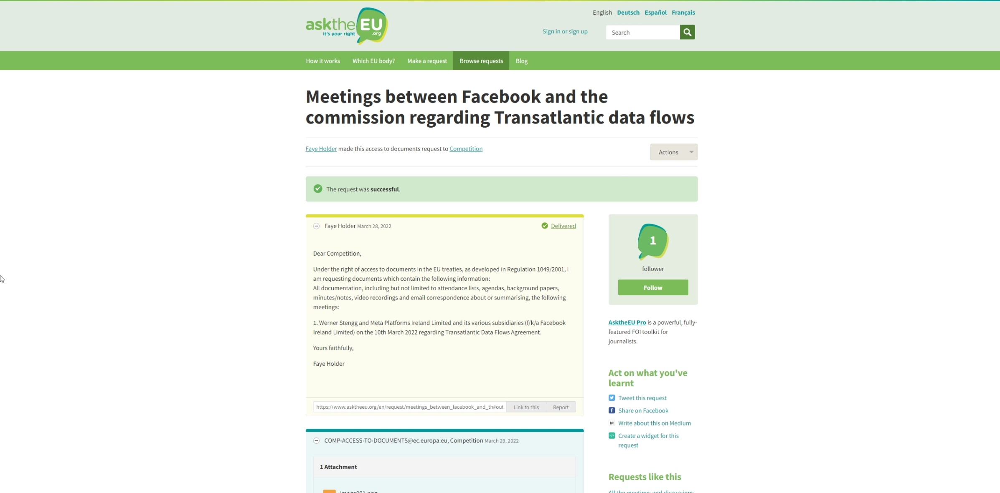 asktheEU.org
it's your right
English Deutsch Español Français
Sign in or sign up
Search
How it works Which EU body? Make a request Browse requests Blog
Meetings between Facebook and the
commission regarding Transatlantic data flows
Faye Holder made this access to documents request to Competition
Actions
The request was successful.
Faye Holder March 28, 2022
Delivered
Dear Competition,
Under the right of access to documents in the EU treaties, as developed in Regulation 1049/2001, I
am requesting documents which contain the following information:
All documentation, including but not limited to attendance lists, agendas, background papers,
minutes/notes, video recordings and email correspondence about or summarising, the following
meetings:
1. Werner Stengg and Meta Platforms Ireland Limited and its various subsidiaries (f/k/a Facebook
Ireland Limited) on the 10th March 2022 regarding Transatlantic Data Flows Agreement.
Yours faithfully,
Faye Holder
https://www.asktheeu.org/en/request/meetings_between_facebook_and_th#out
Link to this
Report
COMP-ACCESS-TO-DOCUMENTS@ec.europa.eu, Competition March 29, 2022
1 Attachment
image001.png
1
follower
Follow
AsktheEU Pro is a powerful, fully-
featured FOI toolkit for
journalists.
Act on what you've
learnt
Tweet this request
Share on Facebook
Write about this on Medium
Create a widget for this
request
Requests like this
All the meetings and discussions